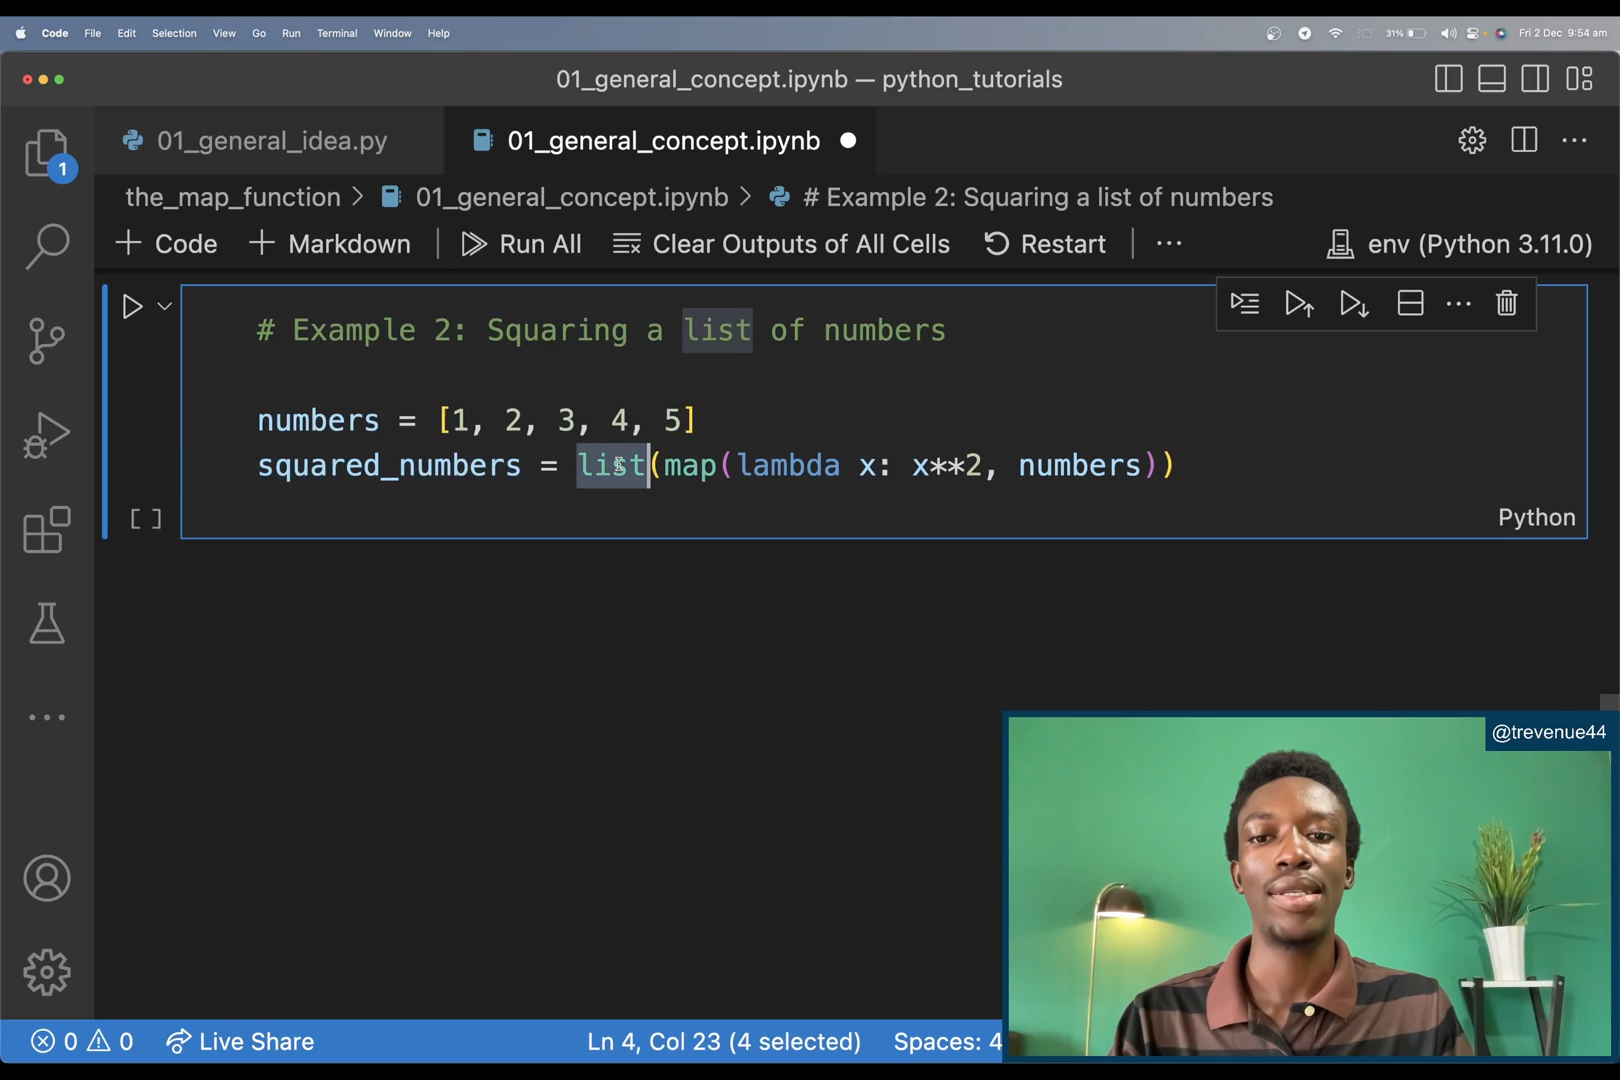 Code File Edit Selection View Go Run Terminal Window Help 31% Fri 2 Dec 9:54 am
01_general_concept.ipynb — python_tutorials
01_general_idea.py 01_general_concept.ipynb
1
the_map_function > 01_general_concept.ipynb > # Example 2: Squaring a list of numbers
+ Code + Markdown Run All Clear Outputs of All Cells Restart ... env (Python 3.11.0)
# Example 2: Squaring a list of numbers
numbers = [1, 2, 3, 4, 5]
squared_numbers = list(map(lambda x: x**2, numbers))
[ ] Python
@trevenue44
0 0 Live Share Ln 4, Col 23 (4 selected) Spaces: 4